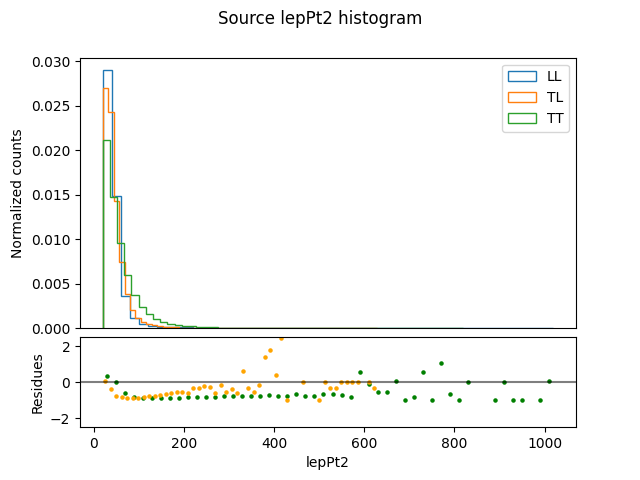 Source lepPt2 histogram
0.030
0.025
0.020
0.015
0.010
0.005
0.000
Normalized counts
LL
TL
TT
2
0
−2
Residues
0
200
400
600
800
1000
lepPt2